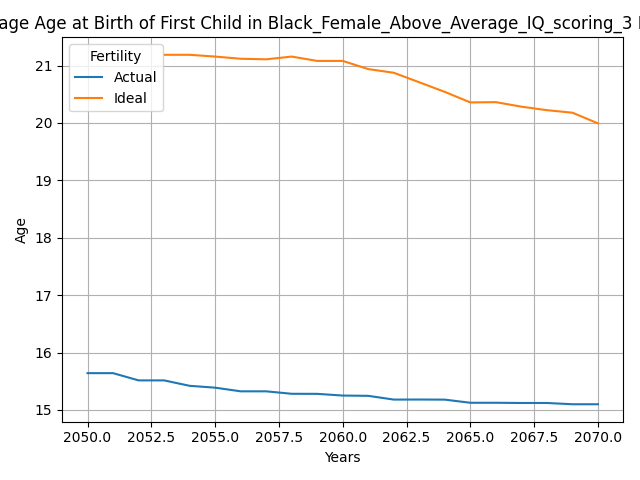 age Age at Birth of First Child in Black_Female_Above_Average_IQ_scoring_3
Fertility
Actual
Ideal
21
20
19
18
17
16
15
Age
2050.0 2052.5 2055.0 2057.5 2060.0 2062.5 2065.0 2067.5 2070.0
Years